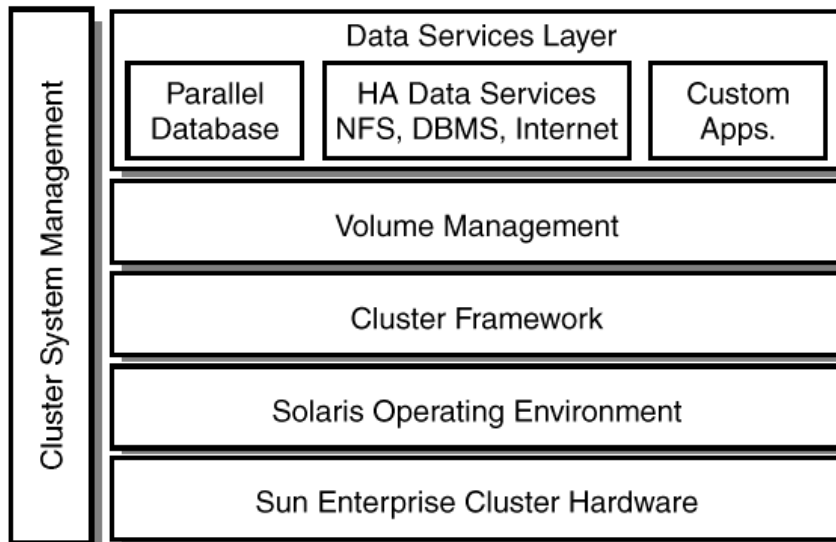 Cluster System Management
Data Services Layer
Parallel
Database
HA Data Services
NFS, DBMS, Internet
Custom
Apps.
Volume Management
Cluster Framework
Solaris Operating Environment
Sun Enterprise Cluster Hardware